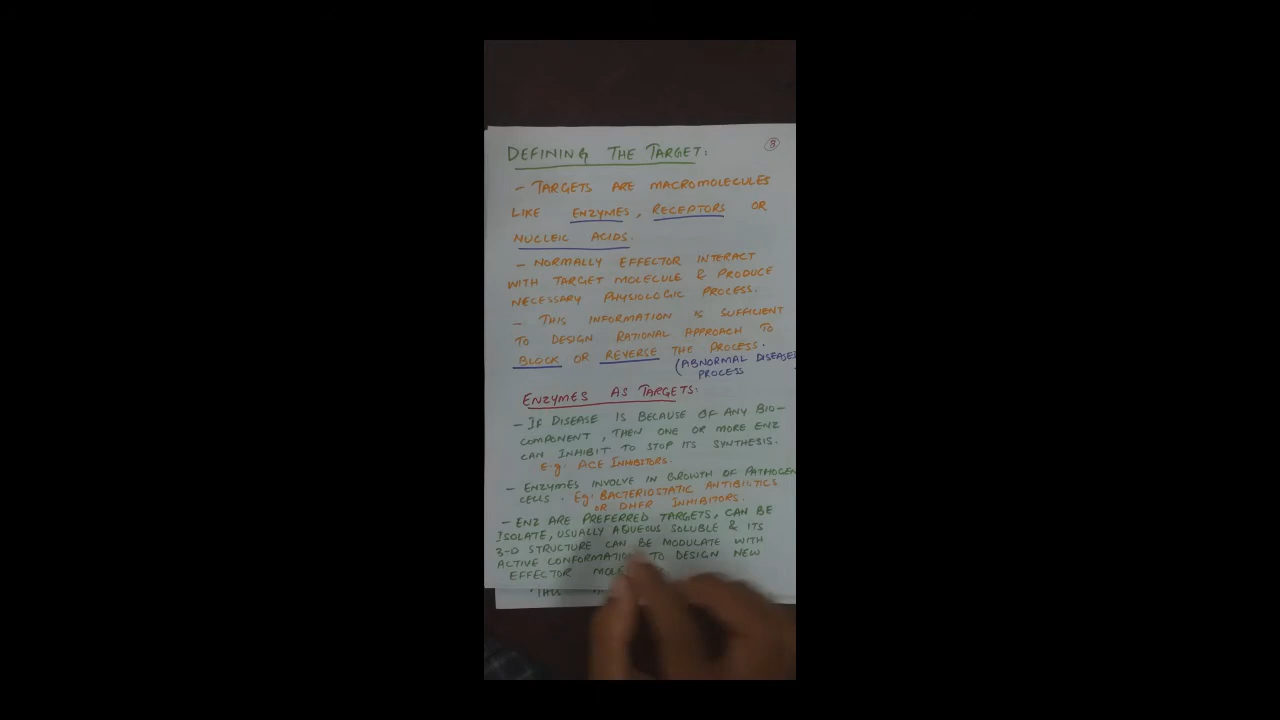 DEFINING THE TARGET:
8
- TARGETS ARE MACROMOLECULES
LIKE ENZYMES, RECEPTORS OR
NUCLEIC ACIDS.
- NORMALLY EFFECTOR INTERACT
WITH TARGET MOLECULE & PRODUCE
NECESSARY PHYSIOLOGIC PROCESS.
- THIS INFORMATION IS SUFFICIENT
TO DESIGN RATIONAL APPROACH TO
BLOCK OR REVERSE THE PROCESS.
(ABNORMAL DISEASED
PROCESS
ENZYMES AS TARGETS:
- IF DISEASE IS BECAUSE OF ANY BIO-
COMPONENT, THEN ONE OR MORE ENZ
CAN INHIBIT TO STOP ITS SYNTHESIS.
E.g: ACE INHIBITORS.
- ENZYMES INVOLVE IN GROWTH OF PATHOGEN
CELLS. Eg: BACTERIOSTATIC ANTIBIOTICS
OR DHFR INHIBITORS.
- ENZ ARE PREFERRED TARGETS, CAN BE
ISOLATE, USUALLY AQUEOUS SOLUBLE & ITS
3-D STRUCTURE CAN BE MODULATE WITH
ACTIVE CONFORMATION TO DESIGN NEW
EFFECTOR